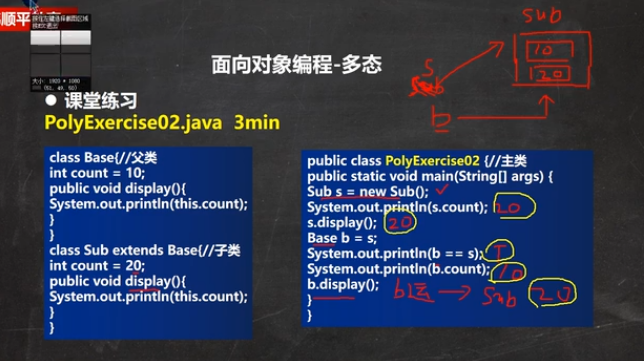 顺平
大小: 1920 * 1080
面向对象编程-多态
● 课堂练习
PolyExercise02.java 3min
class Base{//父类
int count = 10;
public void display(){
System.out.println(this.count);
}
}
class Sub extends Base{//子类
int count = 20;
public void display(){
System.out.println(this.count);
}
}
public class PolyExercise02 {//主类
public static void main(String[] args) {
Sub s = new Sub(); ✓
System.out.println(s.count); 20
s.display(); 20
Base b = s;
System.out.println(b == s); T
System.out.println(b.count); 10
b.display(); b运 → Sub 20
}
}
sub
10
20
s
b